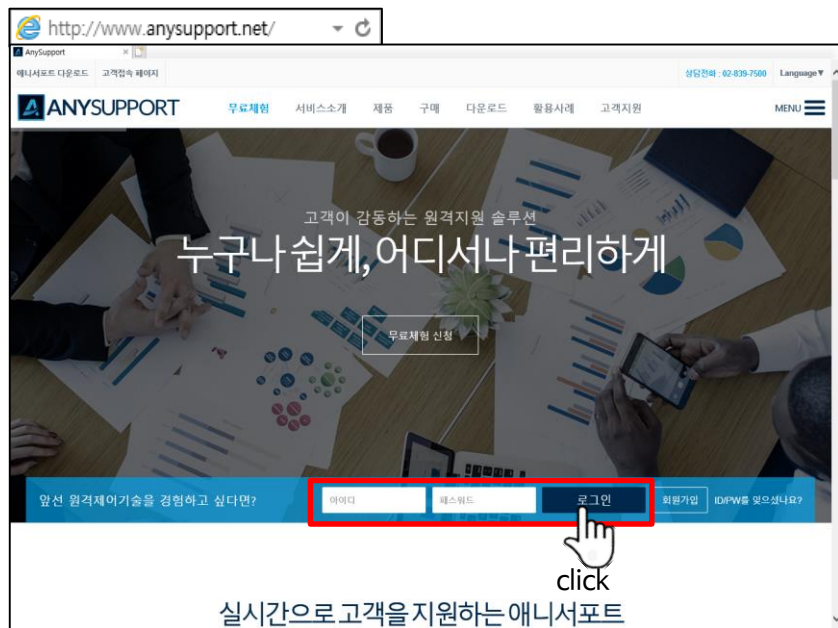 http://www.anysupport.net/
AnySupport
애니서포트 다운로드 고객접속 페이지 상담전화 : 02-839-7500 Language▼
ANYSUPPORT 무료체험 서비스소개 제품 구매 다운로드 활용사례 고객지원 MENU
고객이 감동하는 원격지원 솔루션
누구나 쉽게, 어디서나 편리하게
무료체험 신청
앞선 원격제어기술을 경험하고 싶다면? 아이디 패스워드 로그인 회원가입 ID/PW를 잊으셨나요?
click
실시간으로 고객을 지원하는 애니서포트